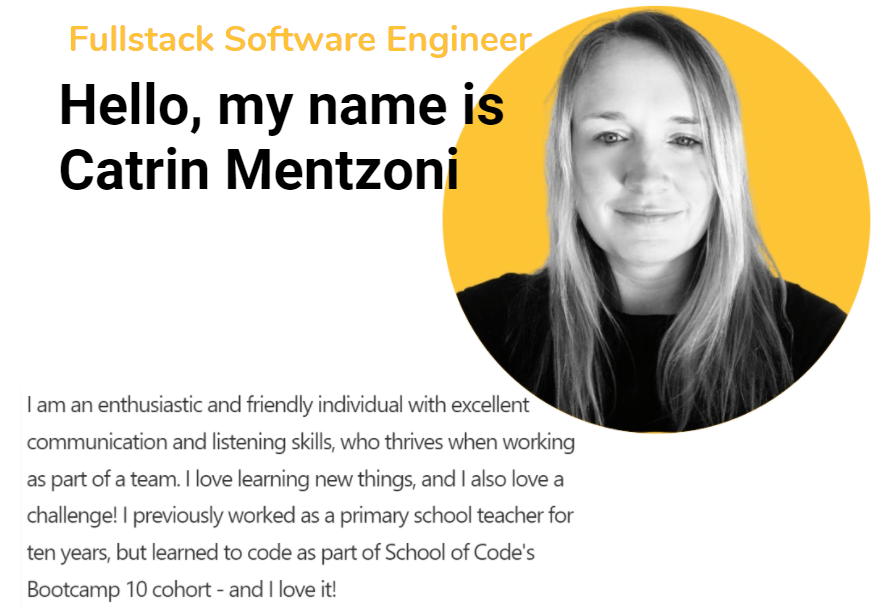 Fullstack Software Engineer
Hello, my name is
Catrin Mentzoni
I am an enthusiastic and friendly individual with excellent
communication and listening skills, who thrives when working
as part of a team. I love learning new things, and I also love a
challenge! I previously worked as a primary school teacher for
ten years, but learned to code as part of School of Code's
Bootcamp 10 cohort - and I love it!